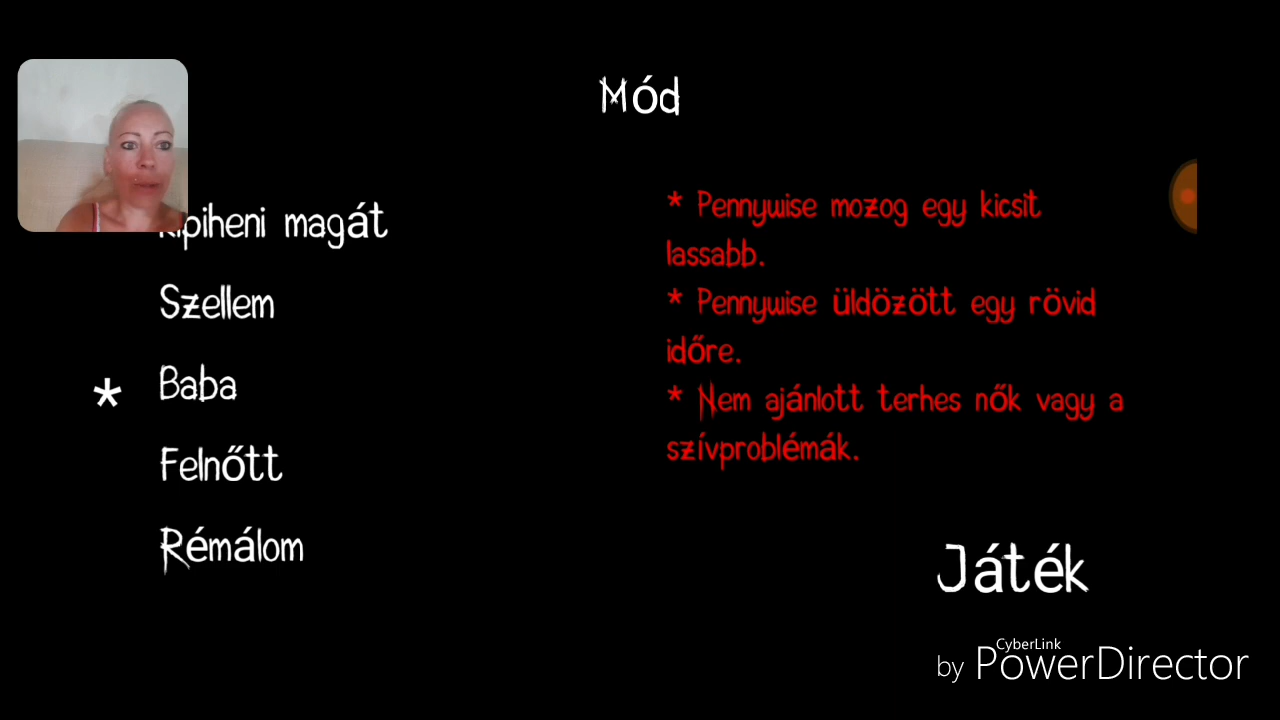 Mód
Kipiheni magát
Szellem
* Baba
Felnőtt
Rémálom
* Pennywise mozog egy kicsit
lassabb.
* Pennywise üldözött egy rövid
időre.
* Nem ajánlott terhes nők vagy a
szívproblémák.
Játék
by CyberLink PowerDirector